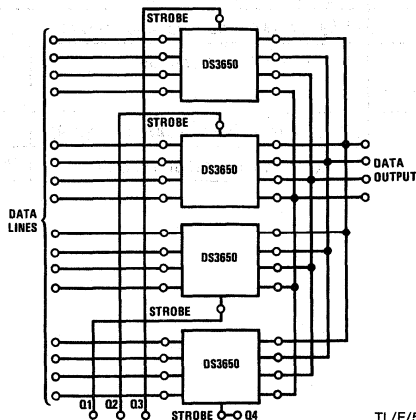 STROBE
DS3650
STROBE
DS3650
DATA
OUTPUT
DATA
LINES
DS3650
STROBE
DS3650
Q1 Q2 Q3
STROBE Q4